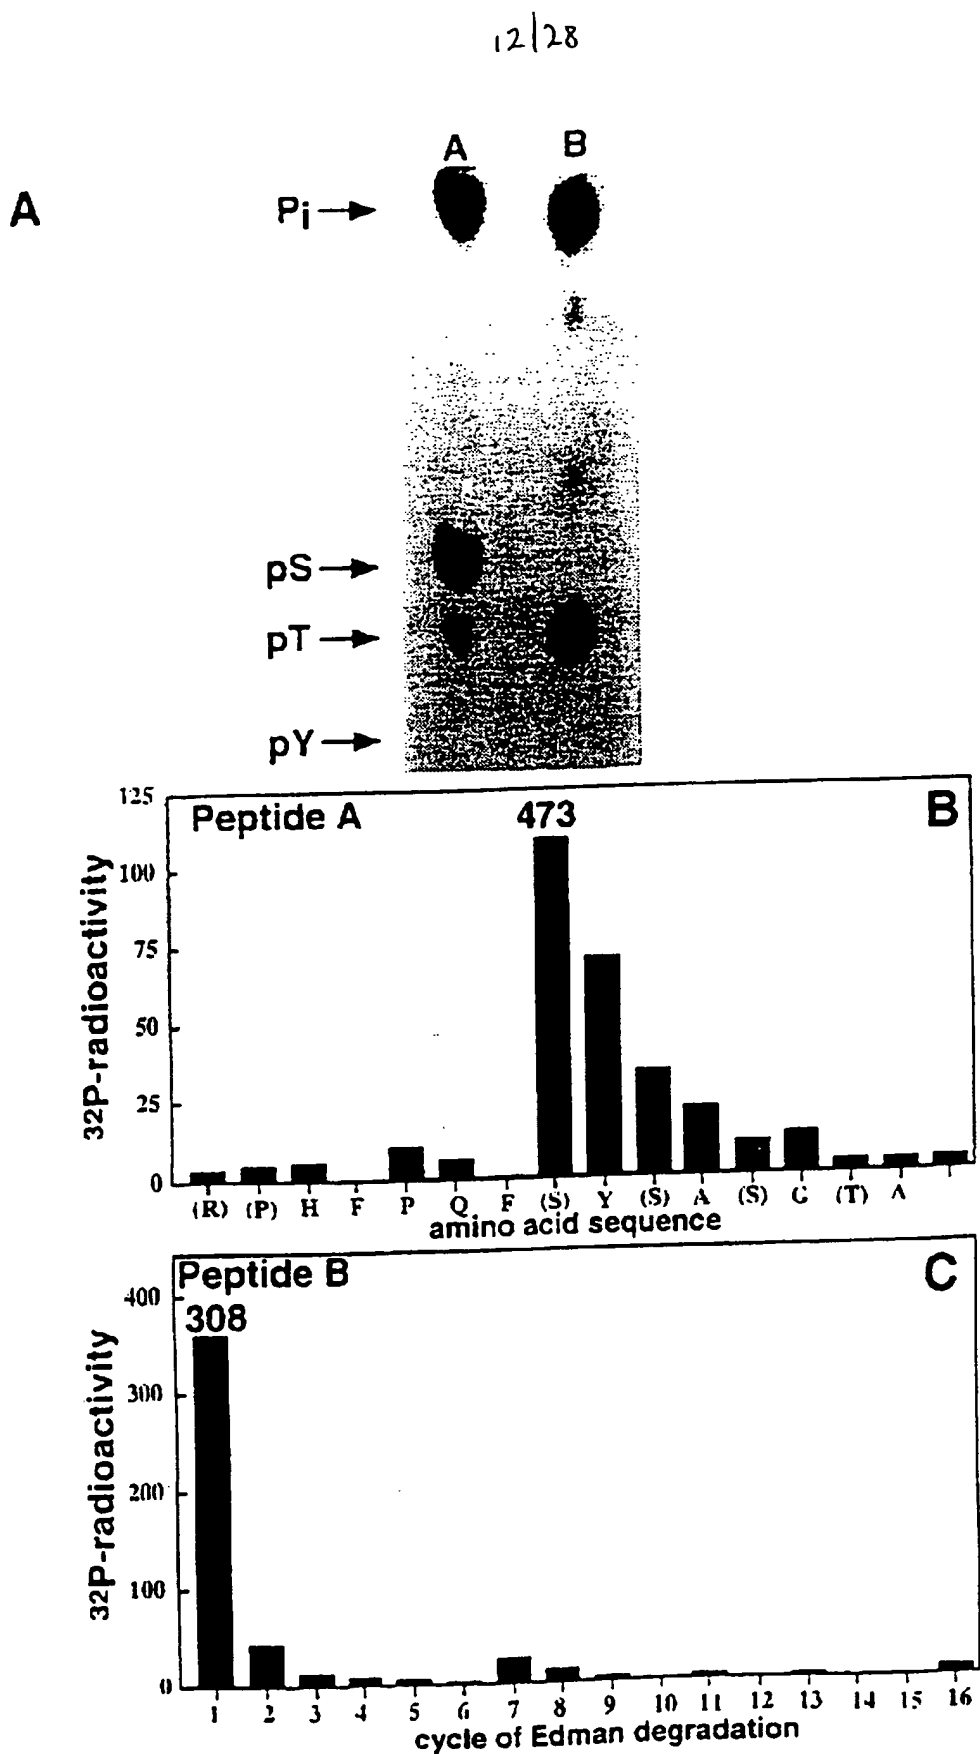 12/28
A B
A
Pi
pS
pT
pY
125
100
75
50
25
0
32P-radioactivity
Peptide A
473
B
(R) (P) H F P Q F (S) Y (S) A (S) G (T) A
amino acid sequence
400
300
200
100
0
32P-radioactivity
Peptide B
308
C
1 2 3 4 5 6 7 8 9 10 11 12 13 14 15 16
cycle of Edman degradation